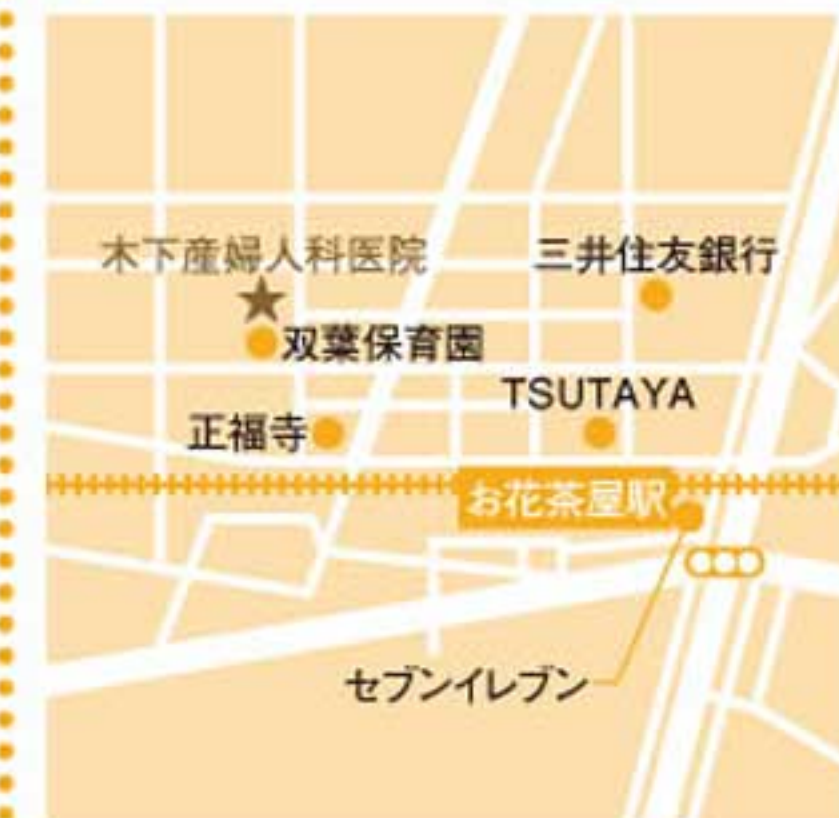 木下産婦人科医院
三井住友銀行
双葉保育園
TSUTAYA
正福寺
お花茶屋駅
セブンイレブン